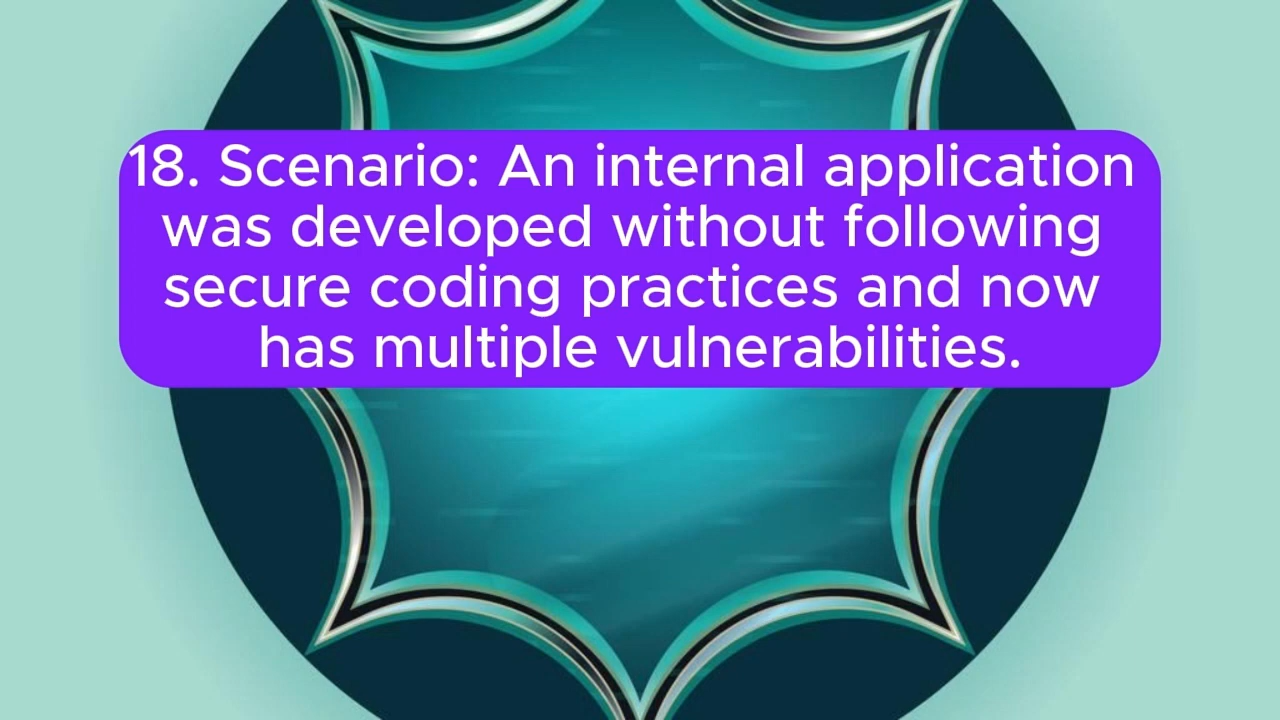 18. Scenario: An internal application
was developed without following
secure coding practices and now
has multiple vulnerabilities.